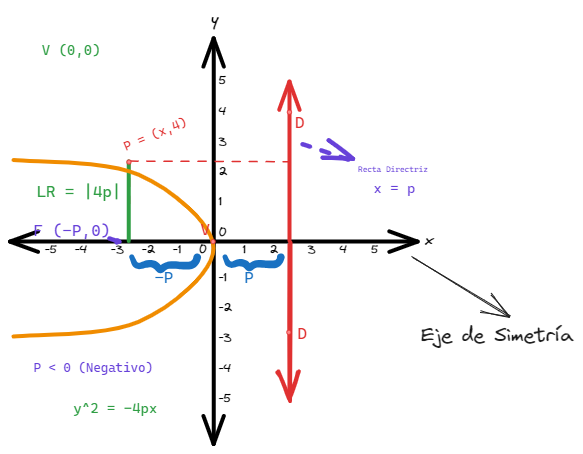 y
V (0,0)
5
4
P = (x,4)
D
3
Recta Directriz
2
x = p
LR = |4p|
1
F (-P,0)
V
0
x
-5 -4 -3 -2 -1 0 1 2 3 4 5
-P
P
-1
-2
Eje de Simetría
-3
D
P < 0 (Negativo)
-4
-5
y^2 = -4px